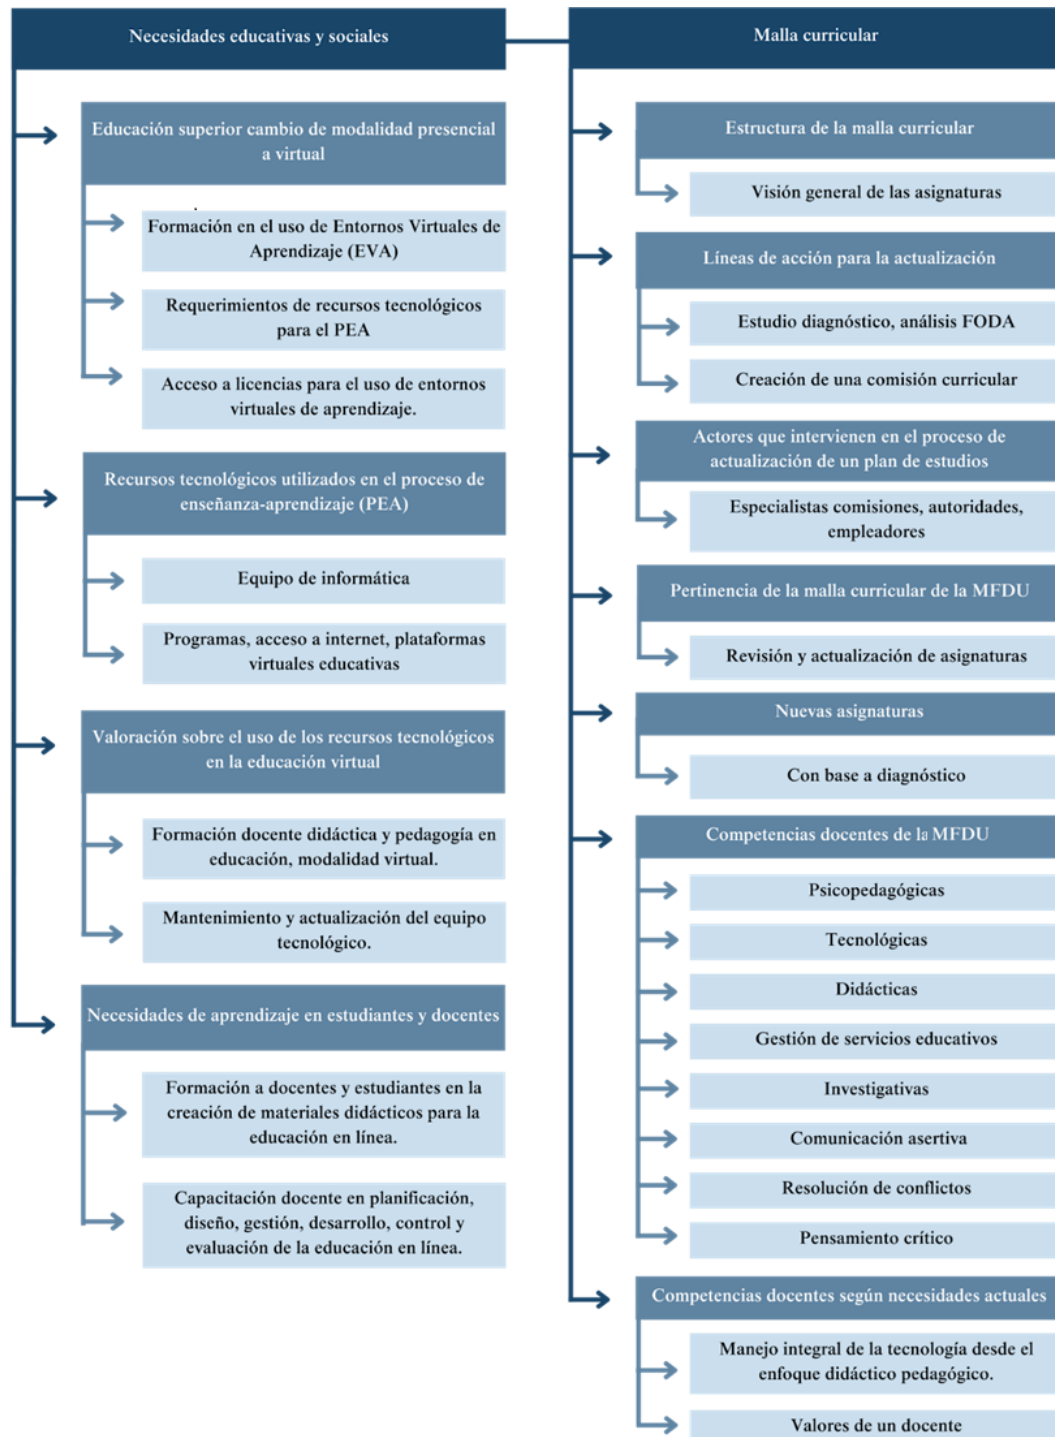 Necesidades educativas y sociales
Educación superior cambio de modalidad presencial
a virtual
Formación en el uso de Entornos Virtuales de
Aprendizaje (EVA)
Requerimientos de recursos tecnológicos
para el PEA
Acceso a licencias para el uso de entornos
virtuales de aprendizaje.
Recursos tecnológicos utilizados en el proceso de
enseñanza-aprendizaje (PEA)
Equipo de informática
Programas, acceso a internet, plataformas
virtuales educativas
Valoración sobre el uso de los recursos tecnológicos
en la educación virtual
Formación docente didáctica y pedagogía en
educación, modalidad virtual.
Mantenimiento y actualización del equipo
tecnológico.
Necesidades de aprendizaje en estudiantes y docentes
Formación a docentes y estudiantes en la
creación de materiales didácticos para la
educación en línea.
Capacitación docente en planificación,
diseño, gestión, desarrollo, control y
evaluación de la educación en línea.
Malla curricular
Estructura de la malla curricular
Visión general de las asignaturas
Líneas de acción para la actualización
Estudio diagnóstico, análisis FODA
Creación de una comisión curricular
Actores que intervienen en el proceso de
actualización de un plan de estudios
Especialistas comisiones, autoridades,
empleadores
Pertinencia de la malla curricular de la MFDU
Revisión y actualización de asignaturas
Nuevas asignaturas
Con base a diagnóstico
Competencias docentes de la MFDU
Psicopedagógicas
Tecnológicas
Didácticas
Gestión de servicios educativos
Investigativas
Comunicación asertiva
Resolución de conflictos
Pensamiento crítico
Competencias docentes según necesidades actuales
Manejo integral de la tecnología desde el
enfoque didáctico pedagógico.
Valores de un docente